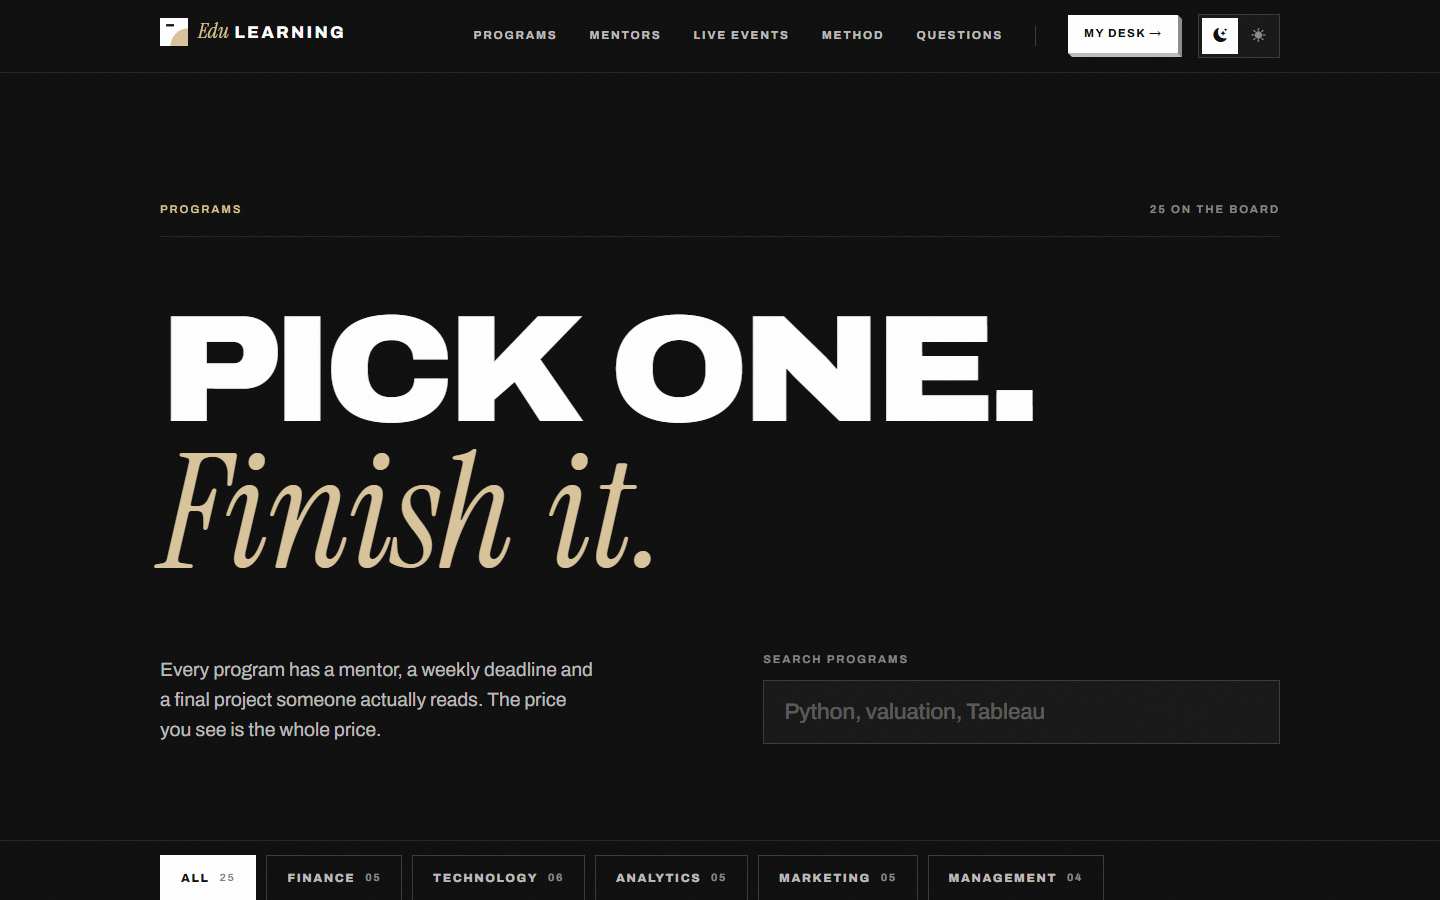 Edu LEARNING
PROGRAMS
MENTORS
LIVE EVENTS
METHOD
QUESTIONS
MY DESK →
PROGRAMS
25 ON THE BOARD
PICK ONE.
Finish it.
Every program has a mentor, a weekly deadline and
a final project someone actually reads. The price
you see is the whole price.
SEARCH PROGRAMS
Python, valuation, Tableau
ALL 25
FINANCE 05
TECHNOLOGY 06
ANALYTICS 05
MARKETING 05
MANAGEMENT 04